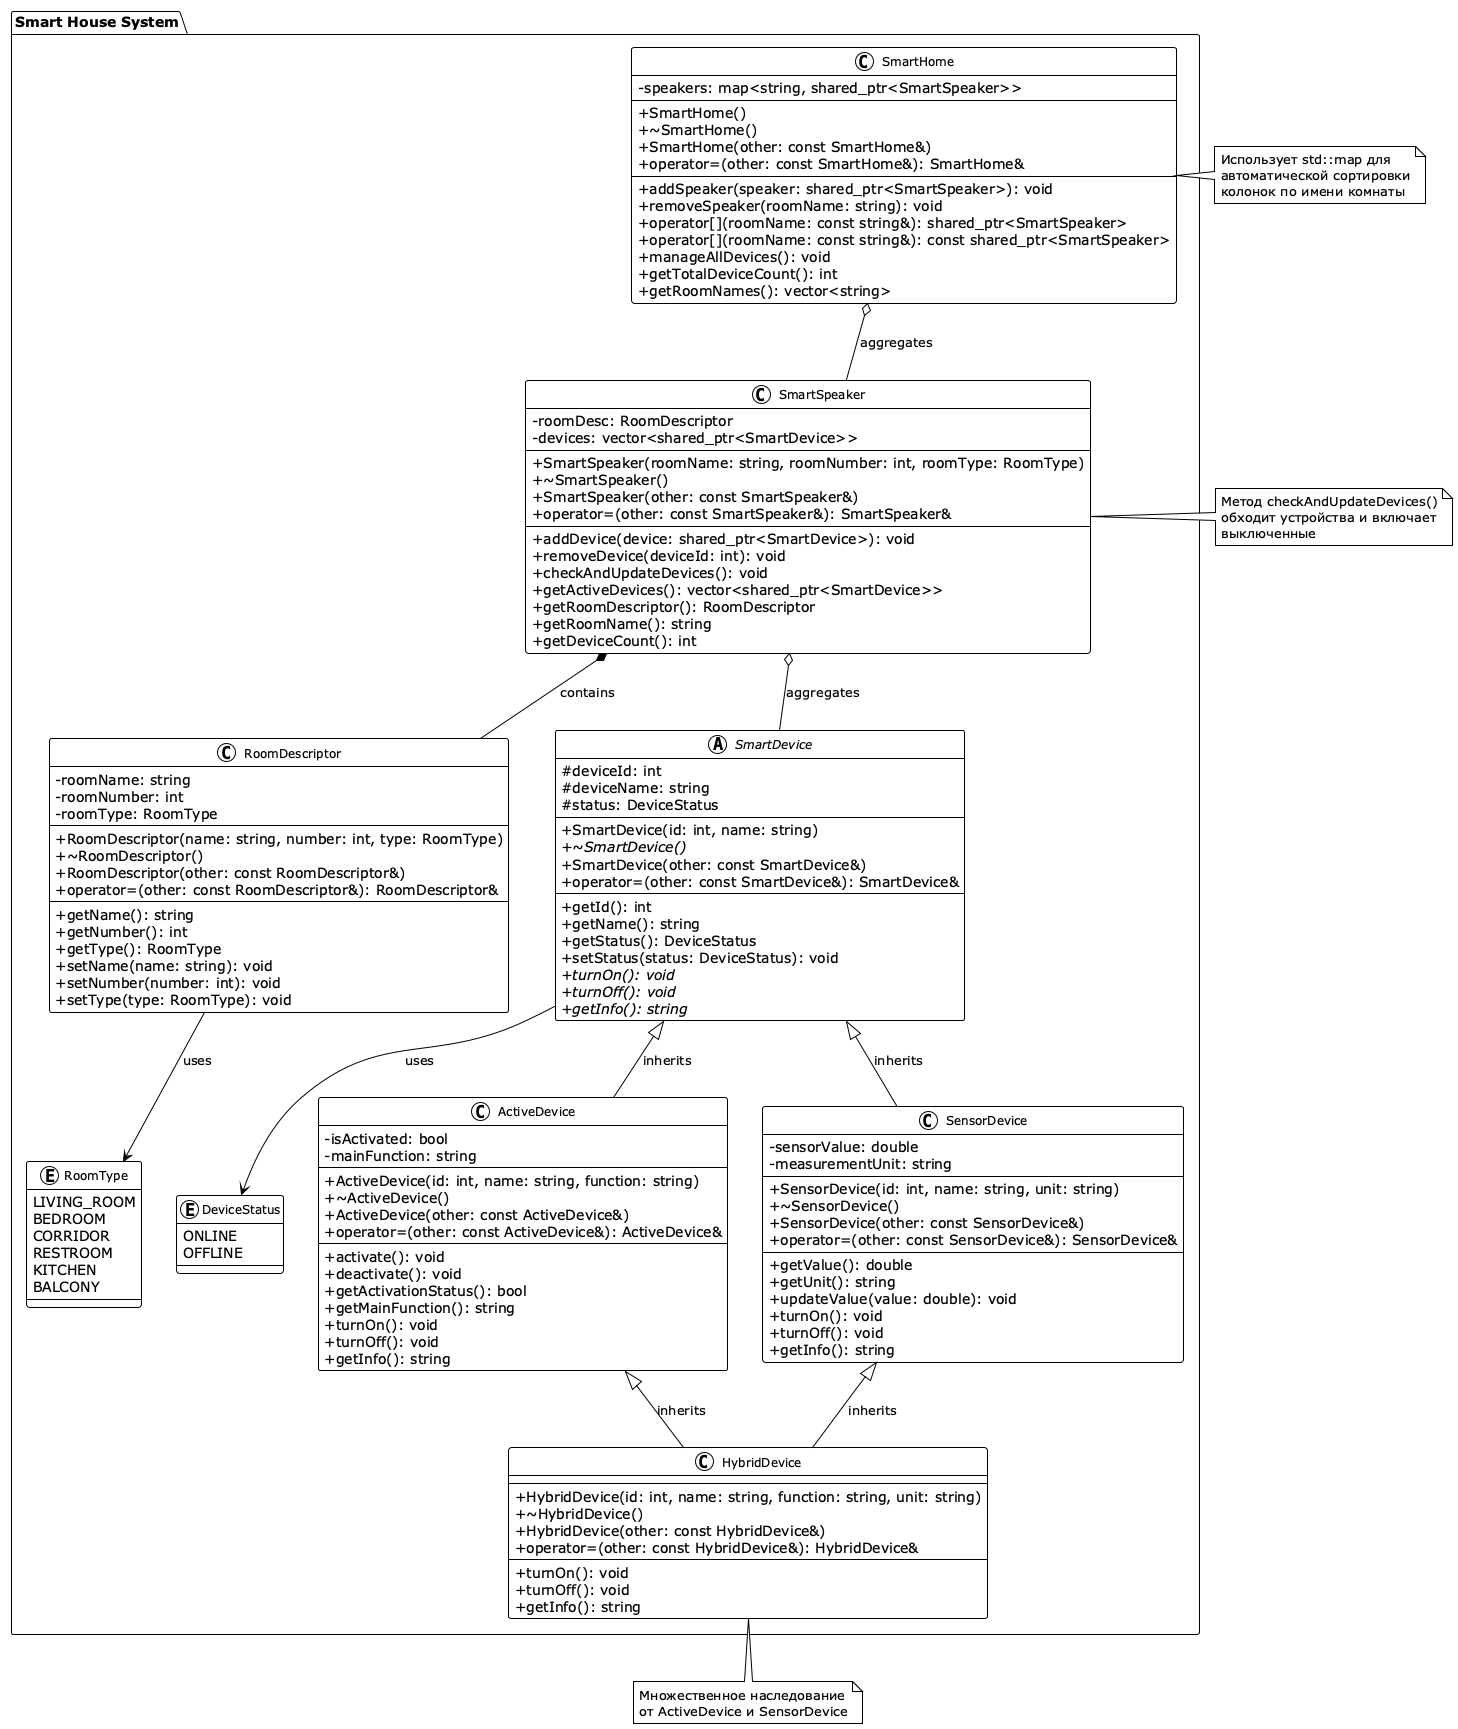 Smart House System
C SmartHome
-speakers: map<string, shared_ptr<SmartSpeaker>>
+SmartHome()
+~SmartHome()
+SmartHome(other: const SmartHome&)
+operator=(other: const SmartHome&): SmartHome&
+addSpeaker(speaker: shared_ptr<SmartSpeaker>): void
+removeSpeaker(roomName: string): void
+operator[](roomName: const string&): shared_ptr<SmartSpeaker>
+operator[](roomName: const string&): const shared_ptr<SmartSpeaker>
+manageAllDevices(): void
+getTotalDeviceCount(): int
+getRoomNames(): vector<string>
Использует std::map для
автоматической сортировки
колонок по имени комнаты
aggregates
C SmartSpeaker
-roomDesc: RoomDescriptor
-devices: vector<shared_ptr<SmartDevice>>
+SmartSpeaker(roomName: string, roomNumber: int, roomType: RoomType)
+~SmartSpeaker()
+SmartSpeaker(other: const SmartSpeaker&)
+operator=(other: const SmartSpeaker&): SmartSpeaker&
+addDevice(device: shared_ptr<SmartDevice>): void
+removeDevice(deviceId: int): void
+checkAndUpdateDevices(): void
+getActiveDevices(): vector<shared_ptr<SmartDevice>>
+getRoomDescriptor(): RoomDescriptor
+getRoomName(): string
+getDeviceCount(): int
Метод checkAndUpdateDevices()
обходит устройства и включает
выключенные
contains
aggregates
C RoomDescriptor
-roomName: string
-roomNumber: int
-roomType: RoomType
+RoomDescriptor(name: string, number: int, type: RoomType)
+~RoomDescriptor()
+RoomDescriptor(other: const RoomDescriptor&)
+operator=(other: const RoomDescriptor&): RoomDescriptor&
+getName(): string
+getNumber(): int
+getType(): RoomType
+setName(name: string): void
+setNumber(number: int): void
+setType(type: RoomType): void
A SmartDevice
#deviceId: int
#deviceName: string
#status: DeviceStatus
+SmartDevice(id: int, name: string)
+~SmartDevice()
+SmartDevice(other: const SmartDevice&)
+operator=(other: const SmartDevice&): SmartDevice&
+getId(): int
+getName(): string
+getStatus(): DeviceStatus
+setStatus(status: DeviceStatus): void
+turnOn(): void
+turnOff(): void
+getInfo(): string
uses
uses
inherits
inherits
E RoomType
LIVING_ROOM
BEDROOM
CORRIDOR
RESTROOM
KITCHEN
BALCONY
E DeviceStatus
ONLINE
OFFLINE
C ActiveDevice
-isActivated: bool
-mainFunction: string
+ActiveDevice(id: int, name: string, function: string)
+~ActiveDevice()
+ActiveDevice(other: const ActiveDevice&)
+operator=(other: const ActiveDevice&): ActiveDevice&
+activate(): void
+deactivate(): void
+getActivationStatus(): bool
+getMainFunction(): string
+turnOn(): void
+turnOff(): void
+getInfo(): string
C SensorDevice
-sensorValue: double
-measurementUnit: string
+SensorDevice(id: int, name: string, unit: string)
+~SensorDevice()
+SensorDevice(other: const SensorDevice&)
+operator=(other: const SensorDevice&): SensorDevice&
+getValue(): double
+getUnit(): string
+updateValue(value: double): void
+turnOn(): void
+turnOff(): void
+getInfo(): string
inherits
inherits
C HybridDevice
+HybridDevice(id: int, name: string, function: string, unit: string)
+~HybridDevice()
+HybridDevice(other: const HybridDevice&)
+operator=(other: const HybridDevice&): HybridDevice&
+turnOn(): void
+turnOff(): void
+getInfo(): string
Множественное наследование
от ActiveDevice и SensorDevice